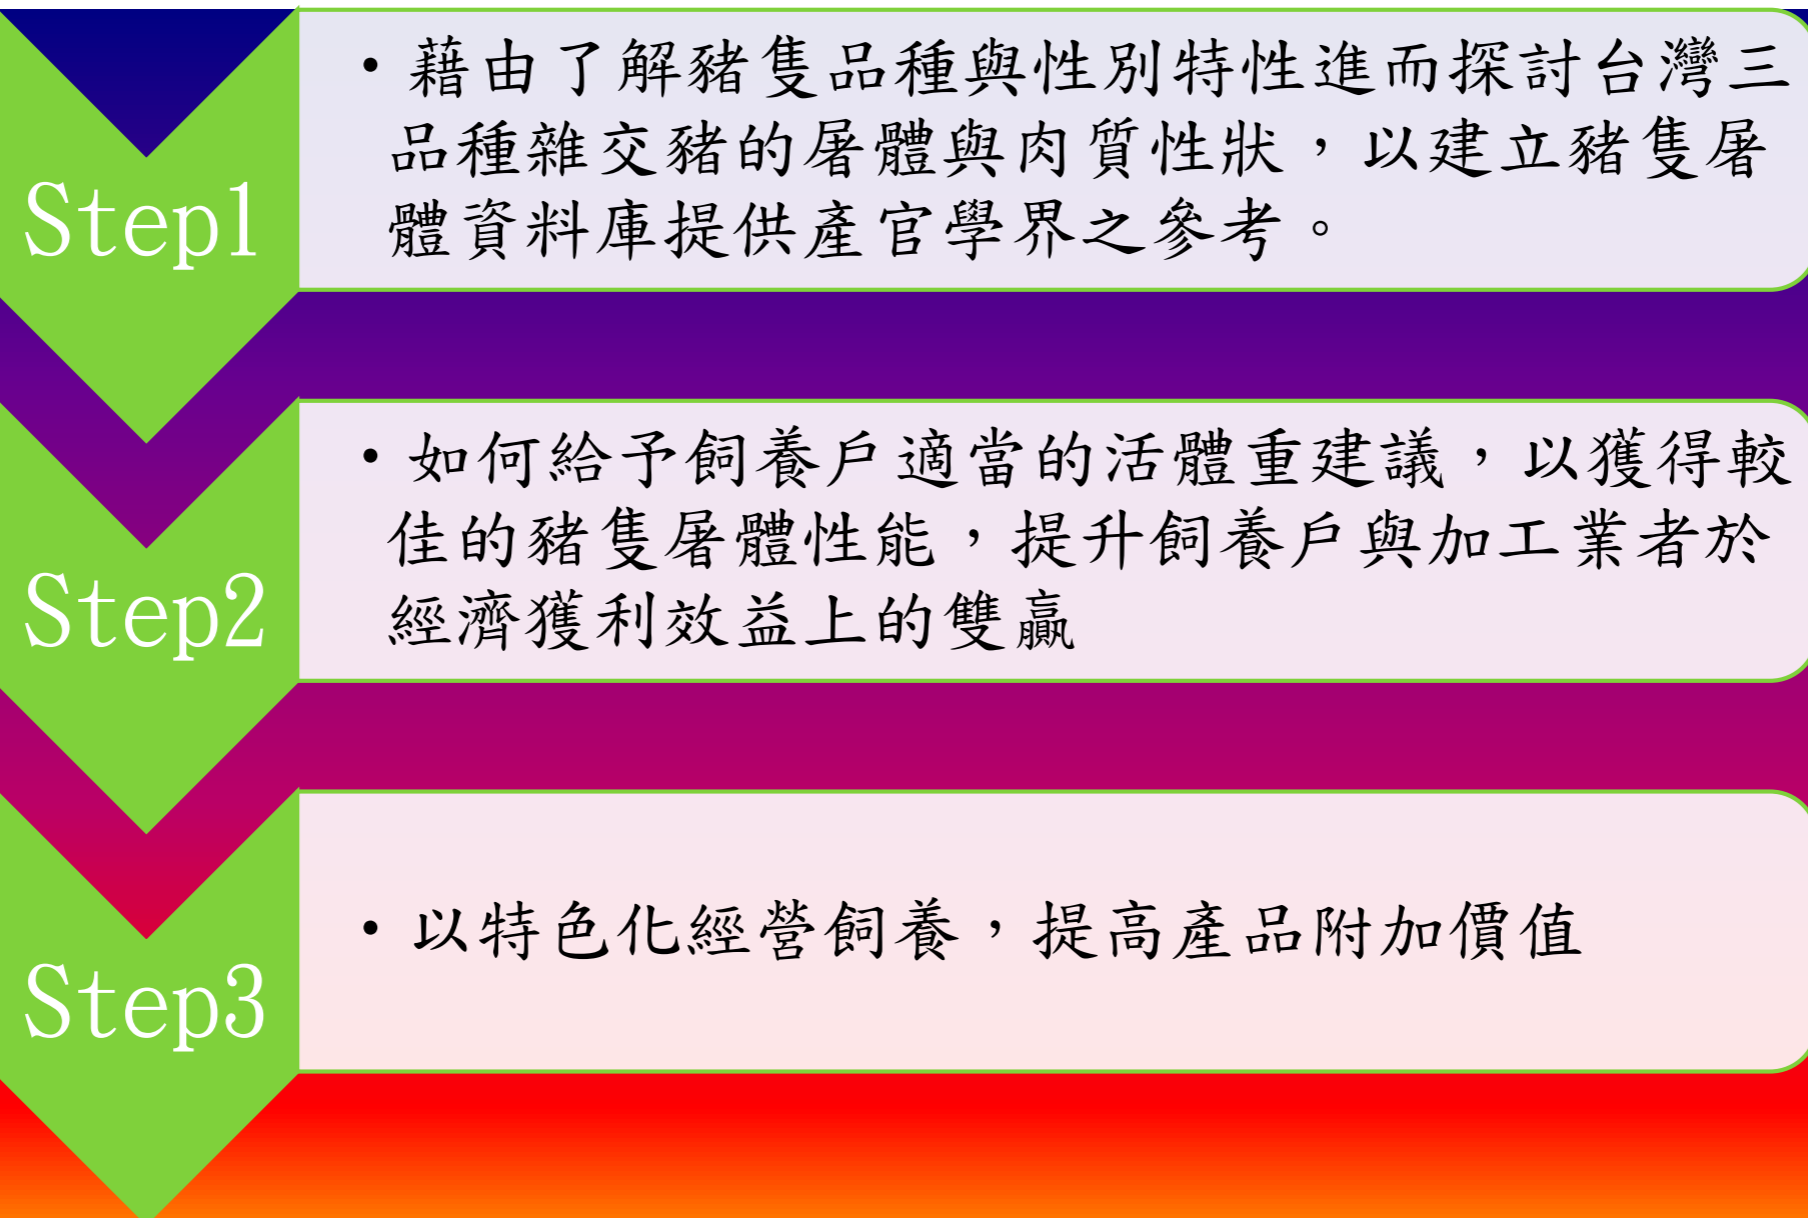 Step1
•藉由了解豬隻品種與性別特性進而探討台灣三
品種雜交豬的屠體與肉質性狀，以建立豬隻屠
體資料庫提供產官學界之參考。
Step2
•如何給予飼養戶適當的活體重建議，以獲得較
佳的豬隻屠體性能，提升飼養戶與加工業者於
經濟獲利效益上的雙贏
Step3
•以特色化經營飼養，提高產品附加價值